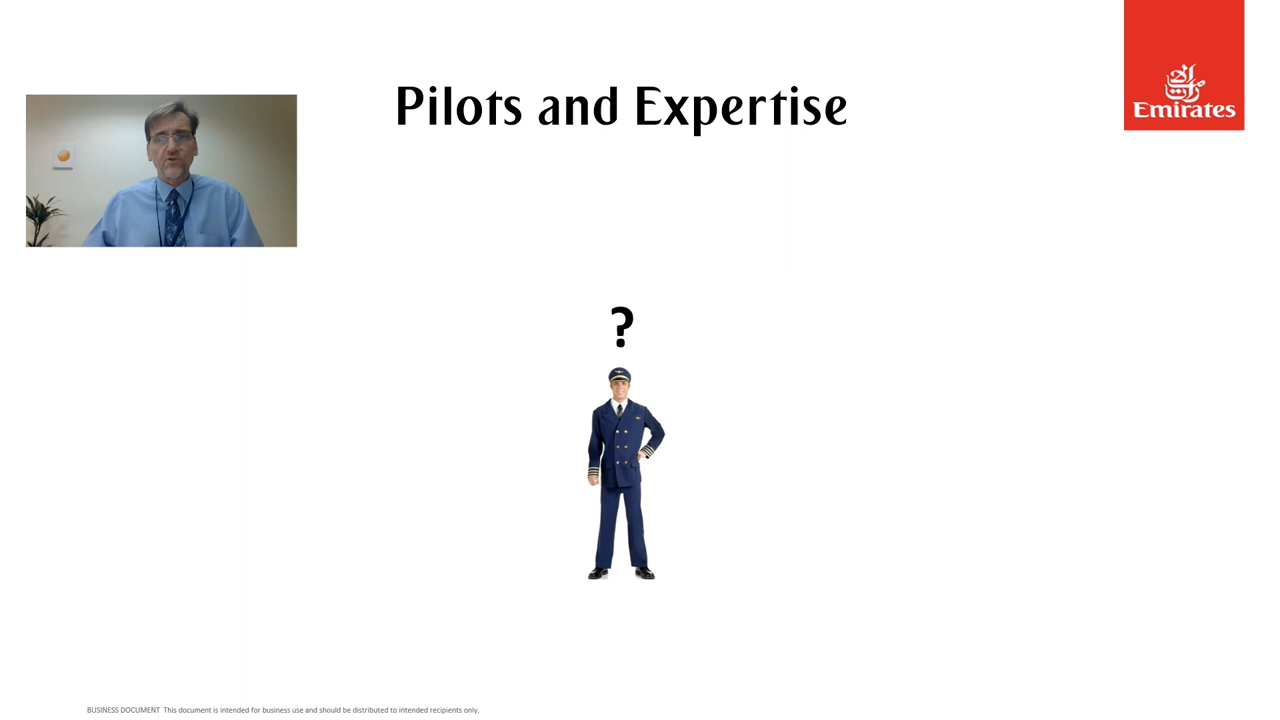 Pilots and Expertise
Emirates
?
BUSINESS DOCUMENT This document is intended for business use and should be distributed to intended recipients only.